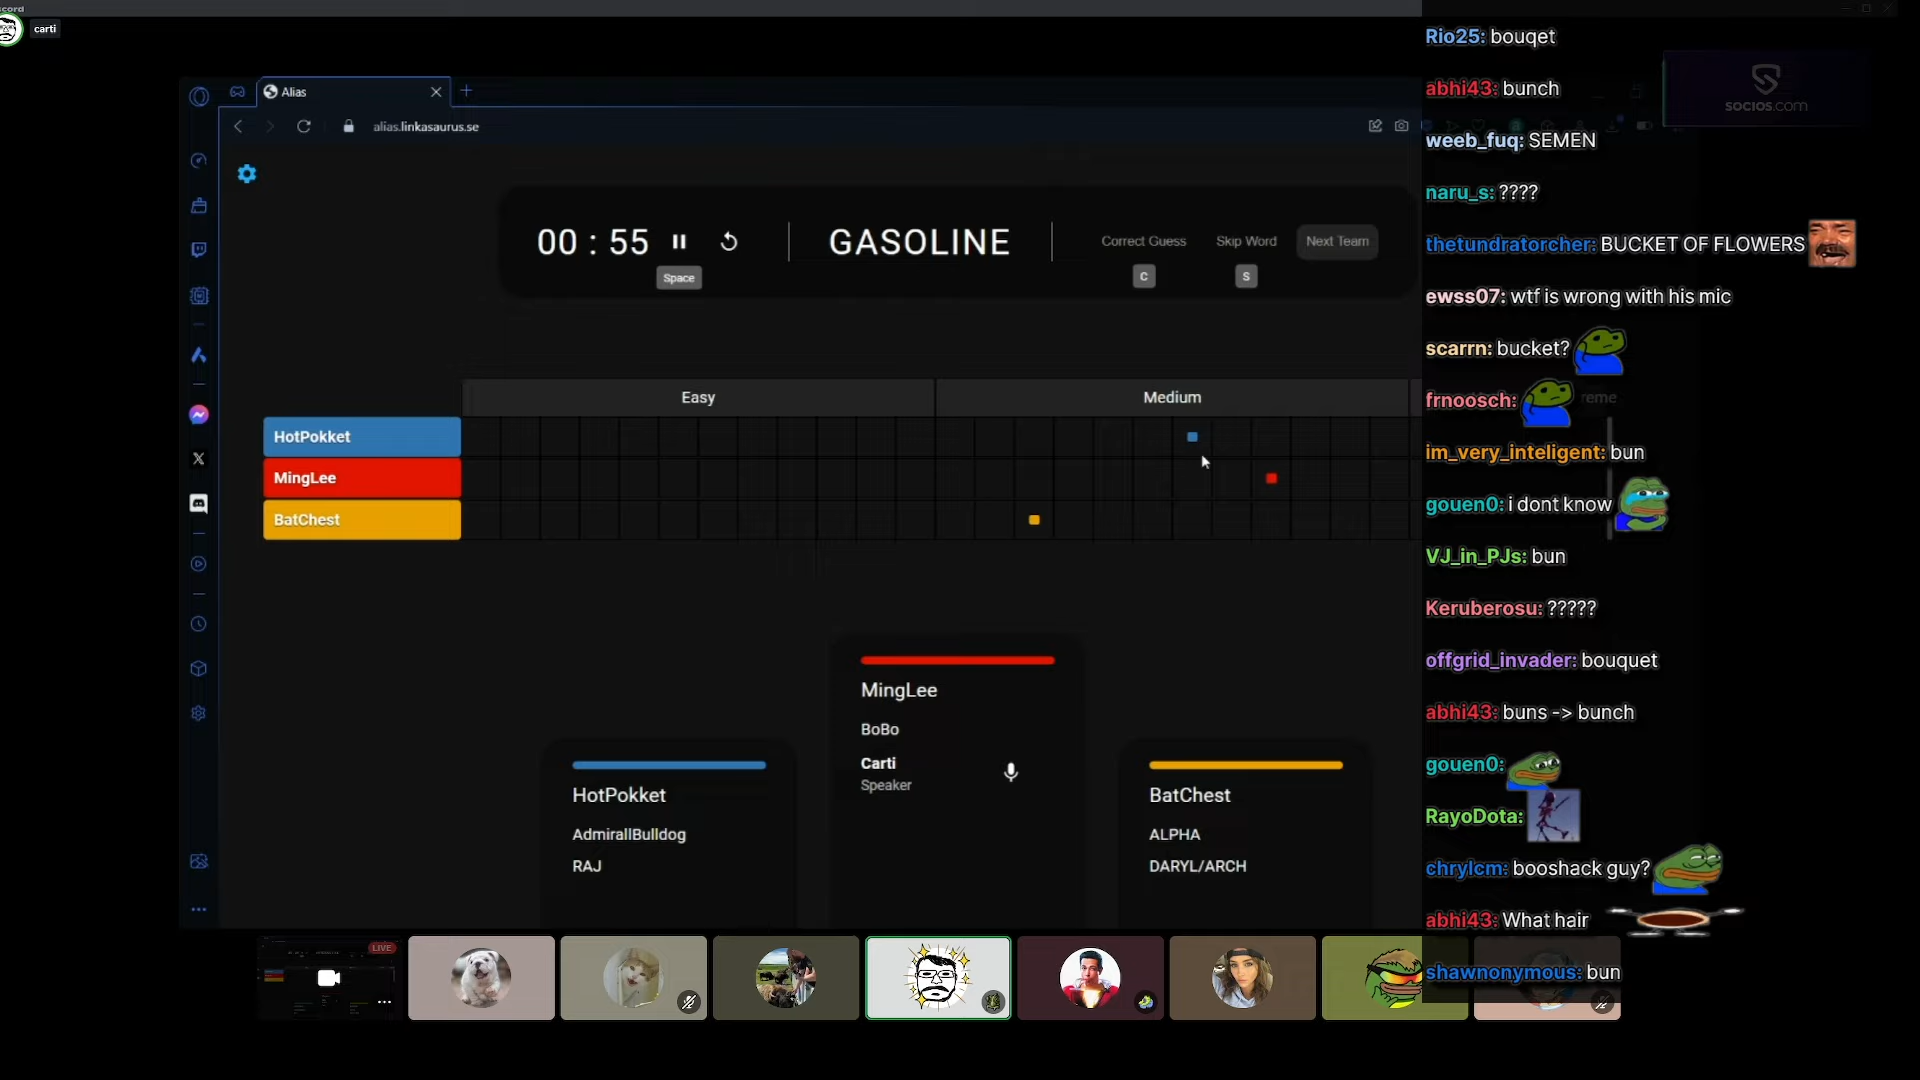 cord
carti
Alias
alias.linkasaurus.se
00 : 55
Space
GASOLINE
Correct Guess
C
Skip Word
S
Next Team
Easy
Medium
reme
HotPokket
MingLee
BatChest
MingLee
BoBo
Carti
Speaker
HotPokket
AdmirallBulldog
RAJ
BatChest
ALPHA
DARYL/ARCH
LIVE
socios.com
Rio25: bouqet
abhi43: bunch
weeb_fuq: SEMEN
naru_s: ????
thetundratorcher: BUCKET OF FLOWERS
ewss07: wtf is wrong with his mic
scarrn: bucket?
frnoosch:
im_very_inteligent: bun
gouen0: i dont know
VJ_in_PJs: bun
Keruberosu: ?????
offgrid_invader: bouquet
abhi43: buns -> bunch
gouen0:
RayoDota:
chrylcm: booshack guy?
abhi43: What hair
shawnonymous: bun